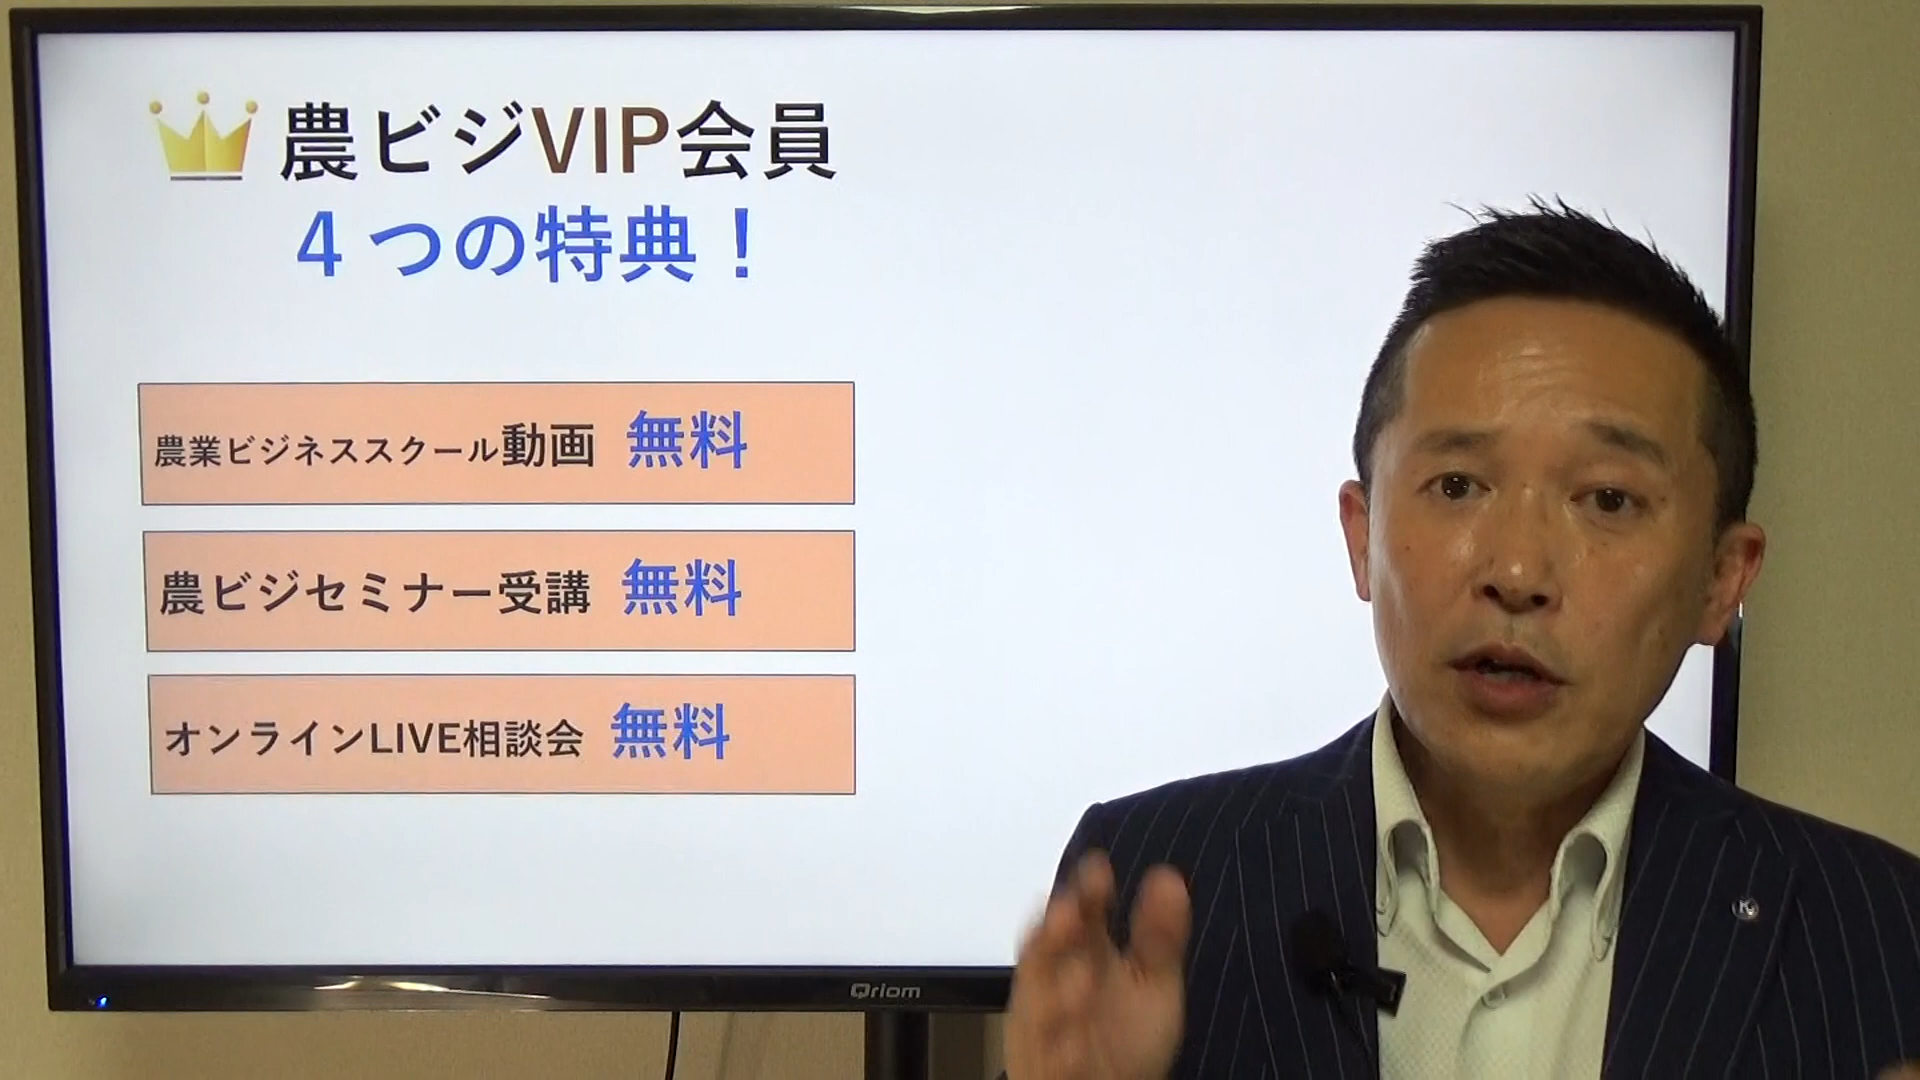 農ビジVIP会員
4つの特典！
農業ビジネススクール動画 無料
農ビジセミナー受講 無料
オンラインLIVE相談会 無料
Qriom
K